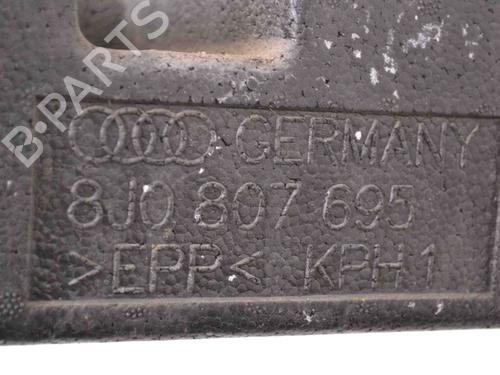 B-PARTS
GERMANY
8J0 807 695
>EPP< KPH1